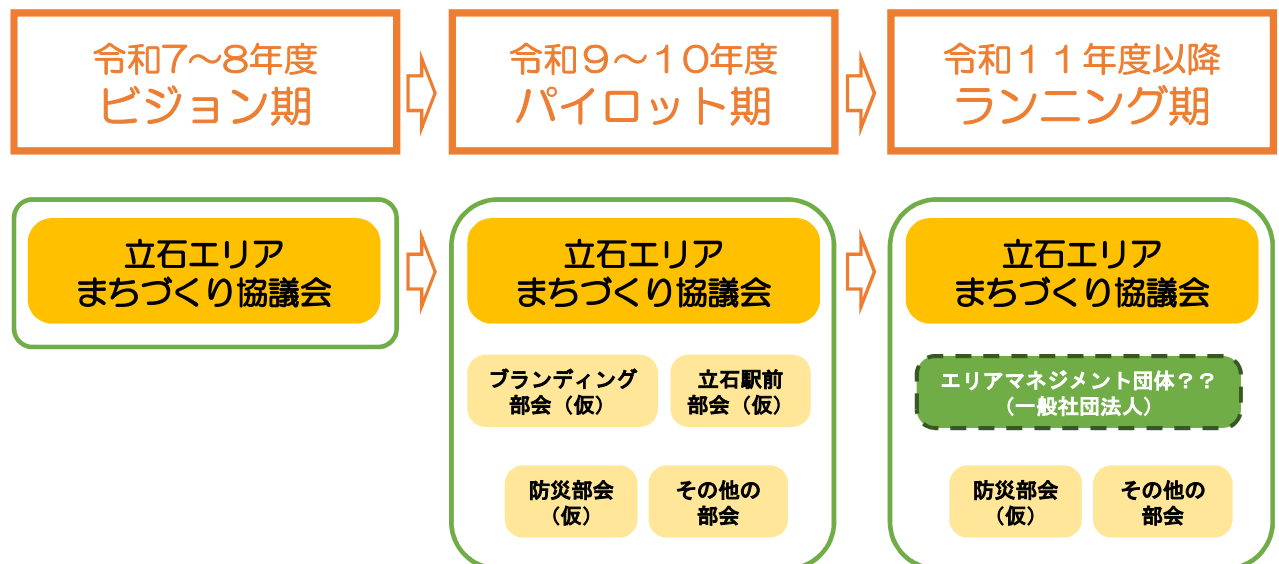 令和7～8年度
ビジョン期
令和９～１０年度
パイロット期
令和１１年度以降
ランニング期
立石エリア
まちづくり協議会
立石エリア
まちづくり協議会
ブランディング
部会（仮）
立石駅前
部会（仮）
防災部会
（仮）
その他の
部会
立石エリア
まちづくり協議会
エリアマネジメント団体？？
（一般社団法人）
防災部会
（仮）
その他の
部会